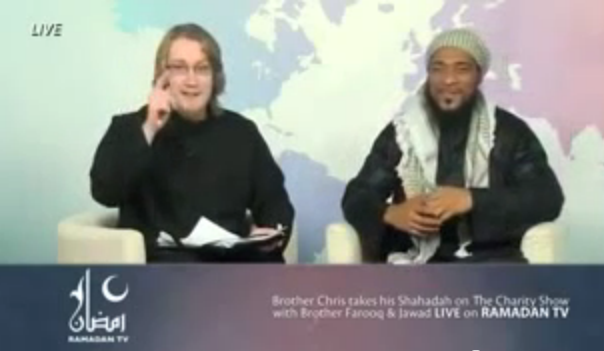 LIVE
رمضان
RAMADAN TV
Brother Chris takes his Shahadah on The Charity Show
with Brother Farooq & Jawad LIVE on RAMADAN TV